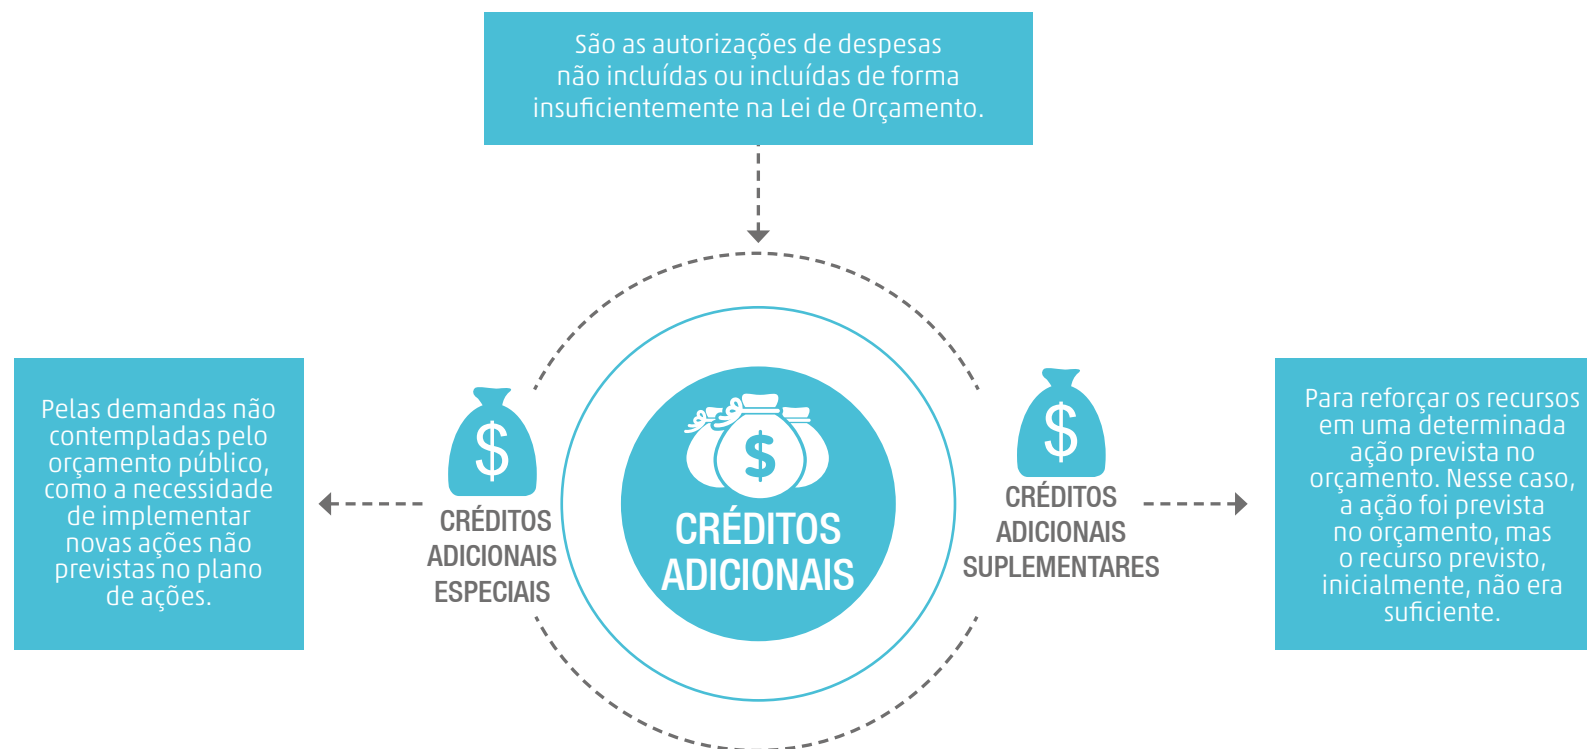 São as autorizações de despesas
não incluídas ou incluídas de forma
insuficientemente na Lei de Orçamento.
Pelas demandas não
contempladas pelo
orçamento público,
como a necessidade
de implementar
novas ações não
previstas no plano
de ações.
$
CRÉDITOS
ADICIONAIS
ESPECIAIS
$
CRÉDITOS
ADICIONAIS
$
CRÉDITOS
ADICIONAIS
SUPLEMENTARES
Para reforçar os recursos
em uma determinada
ação prevista no
orçamento. Nesse caso,
a ação foi prevista
no orçamento, mas
o recurso previsto,
inicialmente, não era
suficiente.